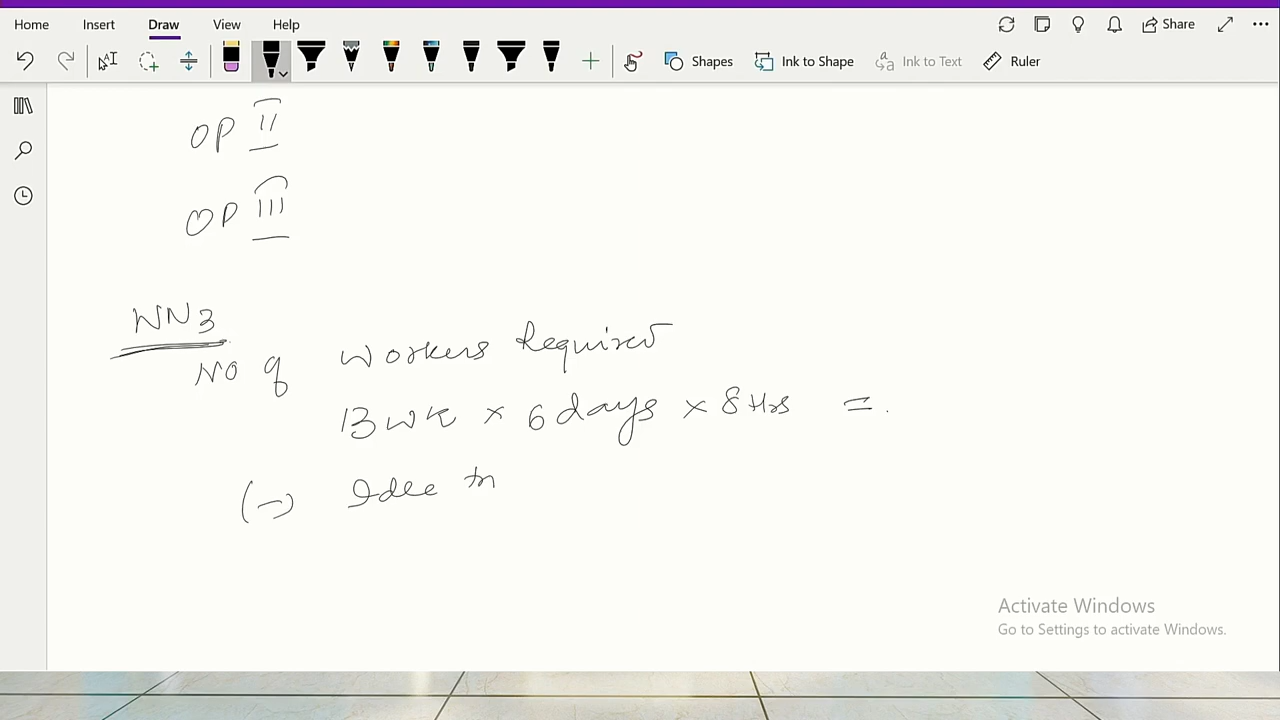 Home Insert Draw View Help Share
Shapes Ink to Shape Ink to Text Ruler
OP II
OP III
WN3
NO of Workers Required
13 WK × 6 days × 8 Hrs =
(-) Idle
Activate Windows
Go to Settings to activate Windows.